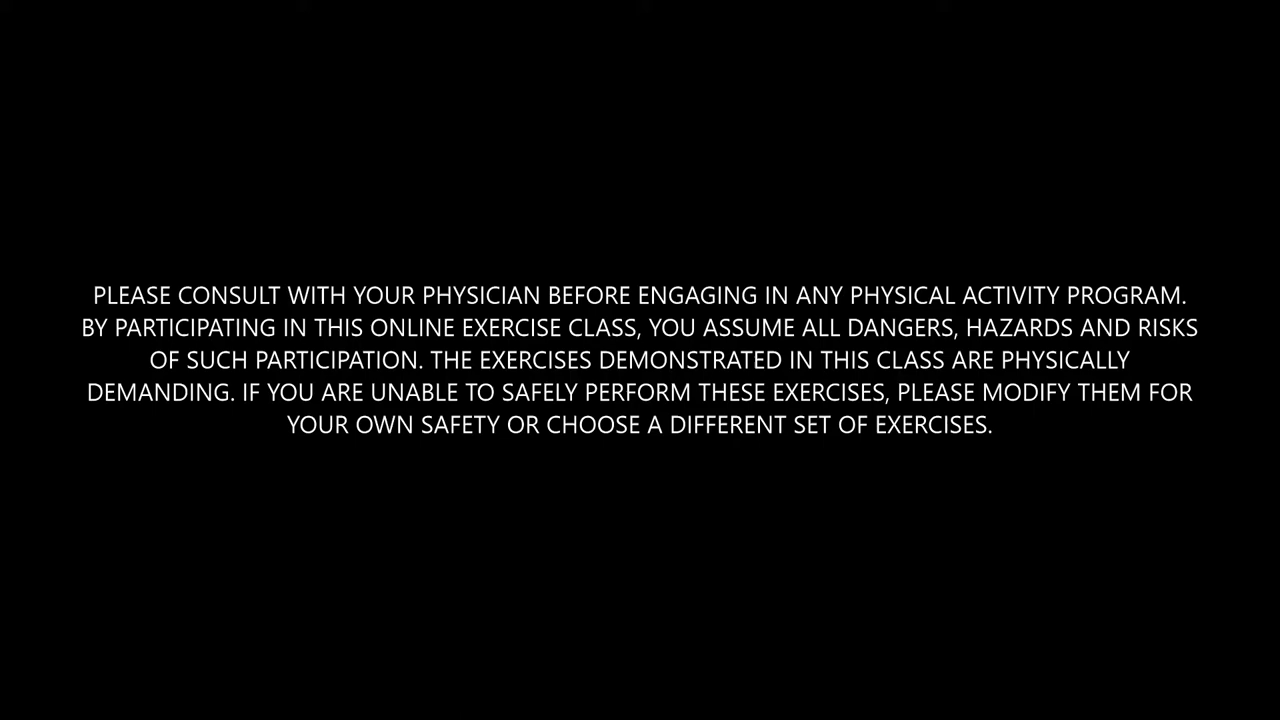 PLEASE CONSULT WITH YOUR PHYSICIAN BEFORE ENGAGING IN ANY PHYSICAL ACTIVITY PROGRAM.
BY PARTICIPATING IN THIS ONLINE EXERCISE CLASS, YOU ASSUME ALL DANGERS, HAZARDS AND RISKS
OF SUCH PARTICIPATION. THE EXERCISES DEMONSTRATED IN THIS CLASS ARE PHYSICALLY
DEMANDING. IF YOU ARE UNABLE TO SAFELY PERFORM THESE EXERCISES, PLEASE MODIFY THEM FOR
YOUR OWN SAFETY OR CHOOSE A DIFFERENT SET OF EXERCISES.